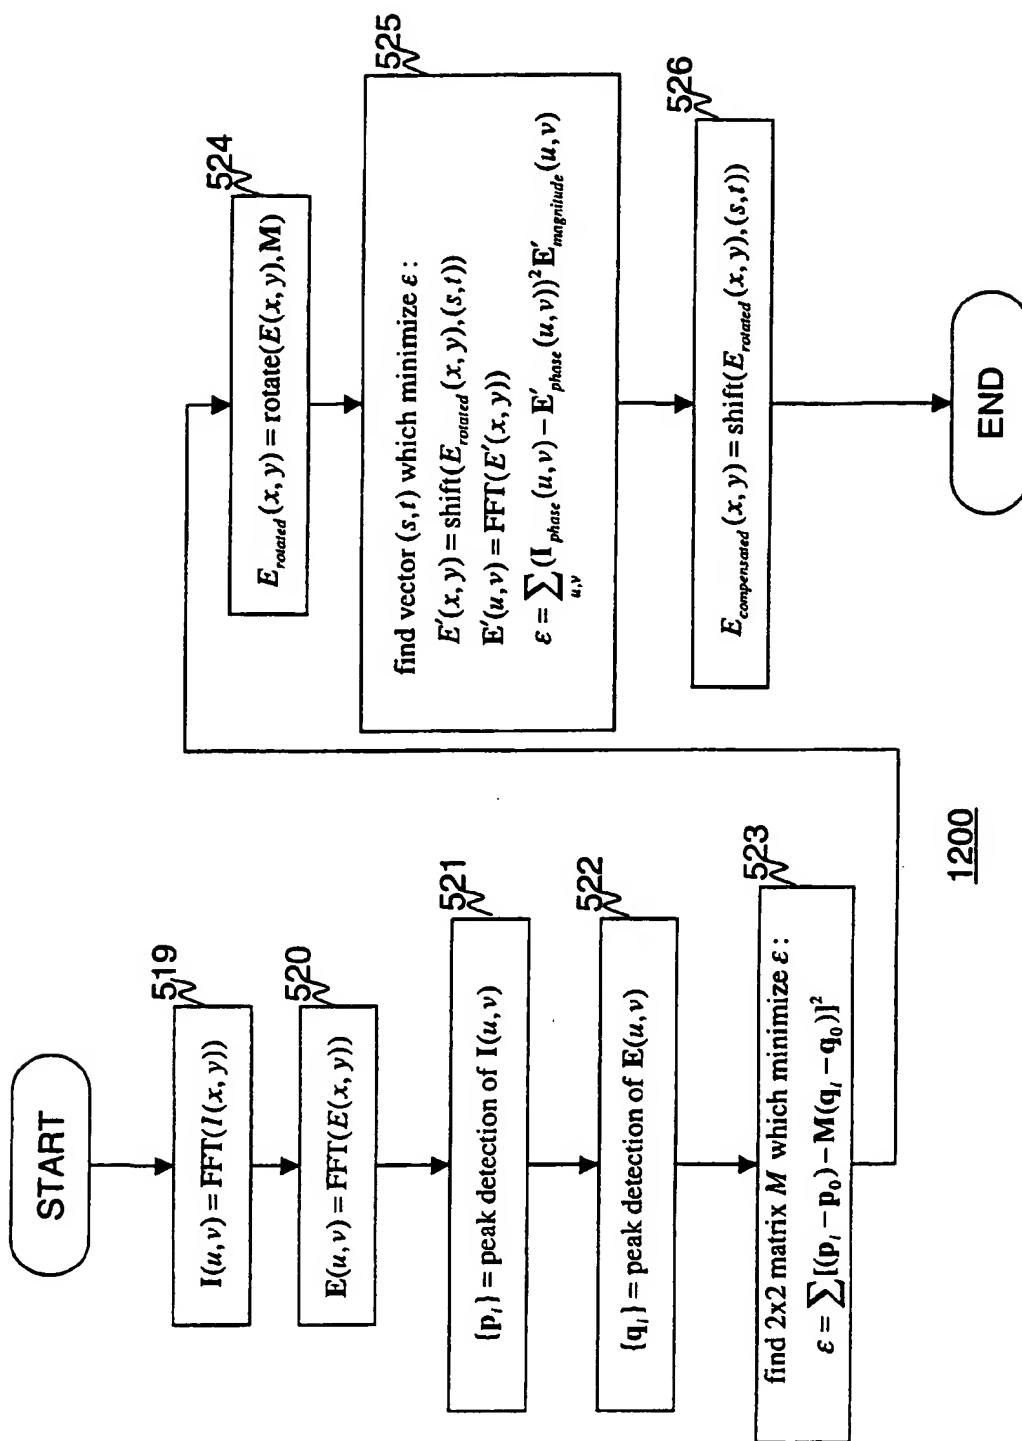 START
519
I(u,v) = FFT(I(x,y))
520
E(u,v) = FFT(E(x,y))
521
{p_i} = peak detection of I(u,v)
522
{q_i} = peak detection of E(u,v)
523
find 2x2 matrix M which minimize ε :
ε = ∑[(p_i − p_0) − M(q_i − q_0)]²
524
E_rotated(x,y) = rotate(E(x,y),M)
525
find vector (s,t) which minimize ε :
E′(x,y) = shift(E_rotated(x,y),(s,t))
E′(u,v) = FFT(E′(x,y))
ε = ∑_{u,v}(I_phase(u,v) − E′_phase(u,v))² E′_magnitude(u,v)
526
E_compensated(x,y) = shift(E_rotated(x,y),(s,t))
END
1200